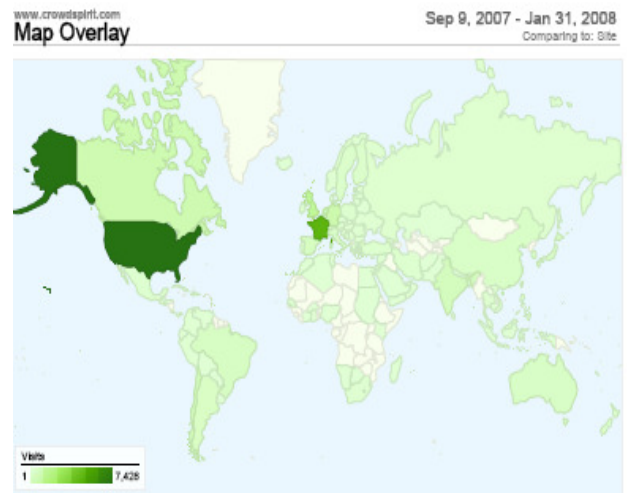 www.crowdspirit.com
Map Overlay
Sep 9, 2007 - Jan 31, 2008
Comparing to: Site
Visits
1
7,428